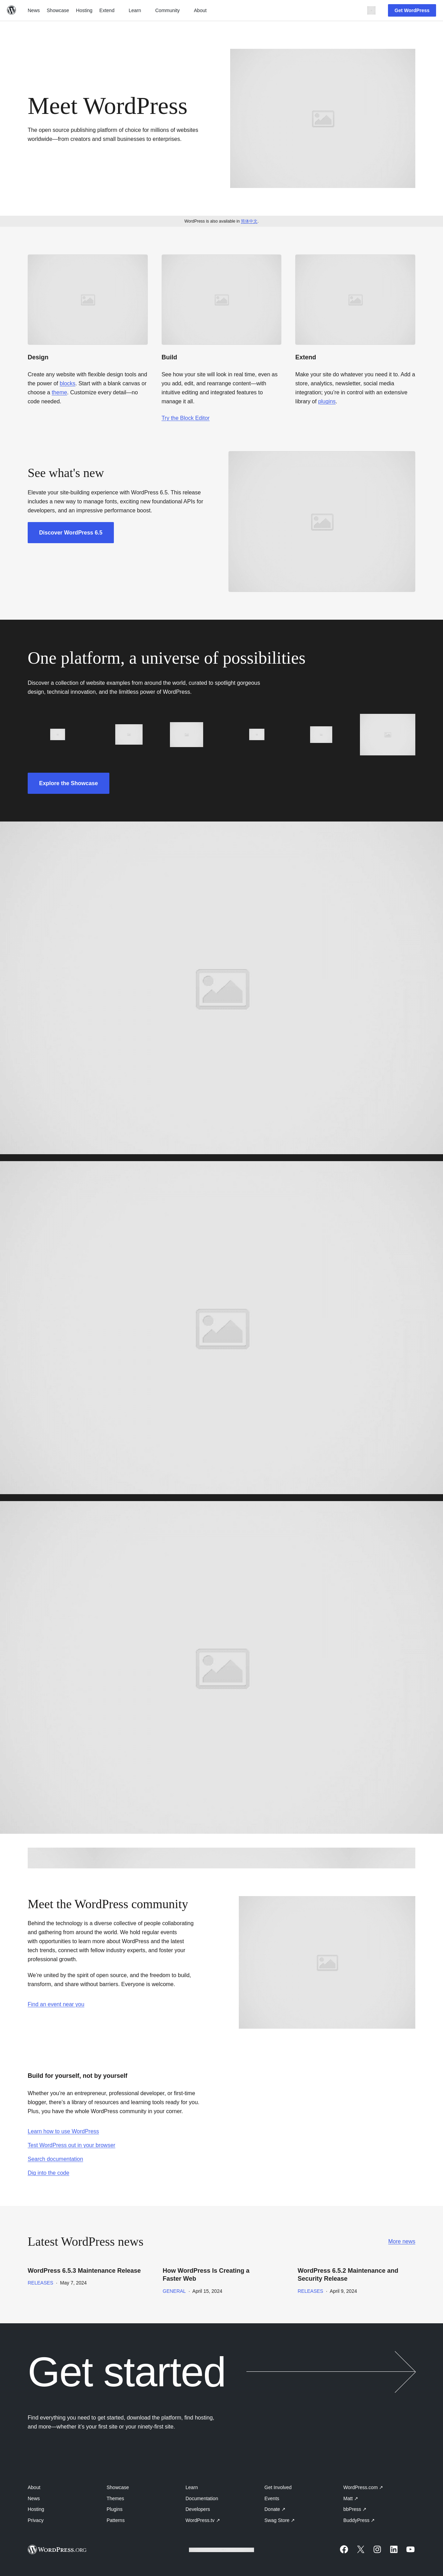 News Showcase Hosting Extend Learn Community About Get WordPress
Meet WordPress
The open source publishing platform of choice for millions of websites
worldwide—from creators and small businesses to enterprises.
WordPress is also available in 简体中文.
Design
Create any website with flexible design tools and
the power of blocks. Start with a blank canvas or
choose a theme. Customize every detail—no
code needed.
Build
See how your site will look in real time, even as
you add, edit, and rearrange content—with
intuitive editing and integrated features to
manage it all.
Try the Block Editor
Extend
Make your site do whatever you need it to. Add a
store, analytics, newsletter, social media
integration; you're in control with an extensive
library of plugins.
See what's new
Elevate your site-building experience with WordPress 6.5. This release
includes a new way to manage fonts, exciting new foundational APIs for
developers, and an impressive performance boost.
Discover WordPress 6.5
One platform, a universe of possibilities
Discover a collection of website examples from around the world, curated to spotlight gorgeous
design, technical innovation, and the limitless power of WordPress.
Explore the Showcase
Meet the WordPress community
Behind the technology is a diverse collective of people collaborating
and gathering from around the world. We hold regular events
with opportunities to learn more about WordPress and the latest
tech trends, connect with fellow industry experts, and foster your
professional growth.
We're united by the spirit of open source, and the freedom to build,
transform, and share without barriers. Everyone is welcome.
Find an event near you
Build for yourself, not by yourself
Whether you're an entrepreneur, professional developer, or first-time
blogger, there's a library of resources and learning tools ready for you.
Plus, you have the whole WordPress community in your corner.
Learn how to use WordPress
Test WordPress out in your browser
Search documentation
Dig into the code
Latest WordPress news
More news
WordPress 6.5.3 Maintenance Release
RELEASES · May 7, 2024
How WordPress Is Creating a
Faster Web
GENERAL · April 15, 2024
WordPress 6.5.2 Maintenance and
Security Release
RELEASES · April 9, 2024
Get started
Find everything you need to get started, download the platform, find hosting,
and more—whether it's your first site or your ninety-first site.
About
News
Hosting
Privacy
Showcase
Themes
Plugins
Patterns
Learn
Documentation
Developers
WordPress.tv ↗
Get Involved
Events
Donate ↗
Swag Store ↗
WordPress.com ↗
Matt ↗
bbPress ↗
BuddyPress ↗
WORDPRESS.ORG